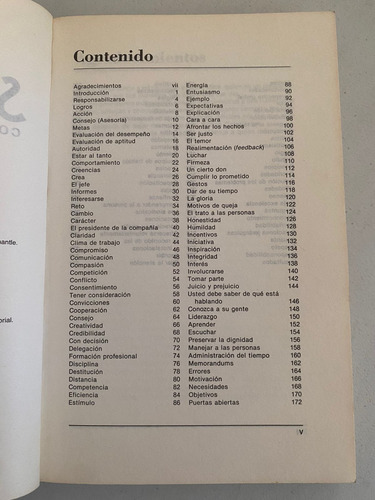 S
co
mantle.
orial.
Contenido
Agradecimientos vii
Introducción 1
Responsabilizarse 4
Logros 6
Acción 8
Consejo (Asesoría) 10
Metas 12
Evaluación del desempeño 14
Evaluación de aptitud 16
Autoridad 18
Estar al tanto 20
Comportamiento 22
Creencias 24
Crea 26
El jefe 28
Informes 30
Interesarse 32
Reto 34
Cambio 36
Carácter 38
El presidente de la compañía 40
Claridad 42
Clima de trabajo 44
Compromiso 46
Comunicación 48
Compasión 50
Competición 52
Conflicto 54
Consentimiento 56
Tener consideración 58
Convicciones 60
Cooperación 62
Consejo 64
Creatividad 66
Credibilidad 68
Con decisión 70
Delegación 72
Formación profesional 74
Disciplina 76
Destitución 78
Distancia 80
Competencia 82
Eficiencia 84
Estímulo 86
Energía 88
Entusiasmo 90
Ejemplo 92
Expectativas 94
Explicación 96
Cara a cara 98
Afrontar los hechos 100
Ser justo 102
El temor 104
Realimentación (feedback) 106
Luchar 108
Firmeza 110
Un cierto don 112
Cumplir lo prometido 114
Gestos 116
Dar de su tiempo 118
La gloria 120
Motivos de queja 122
El trato a las personas 124
Honestidad 126
Humildad 128
Incentivos 130
Iniciativa 132
Inspiración 134
Integridad 136
Interés 138
Involucrarse 140
Tomar parte 142
Juicio y prejuicio 144
Usted debe saber de qué está
hablando 146
Conozca a su gente 148
Liderazgo 150
Aprender 152
Escuchar 154
Preservar la dignidad 156
Manejar a las personas 158
Administración del tiempo 160
Memorandums 162
Errores 164
Motivación 166
Necesidades 168
Objetivos 170
Puertas abiertas 172
v